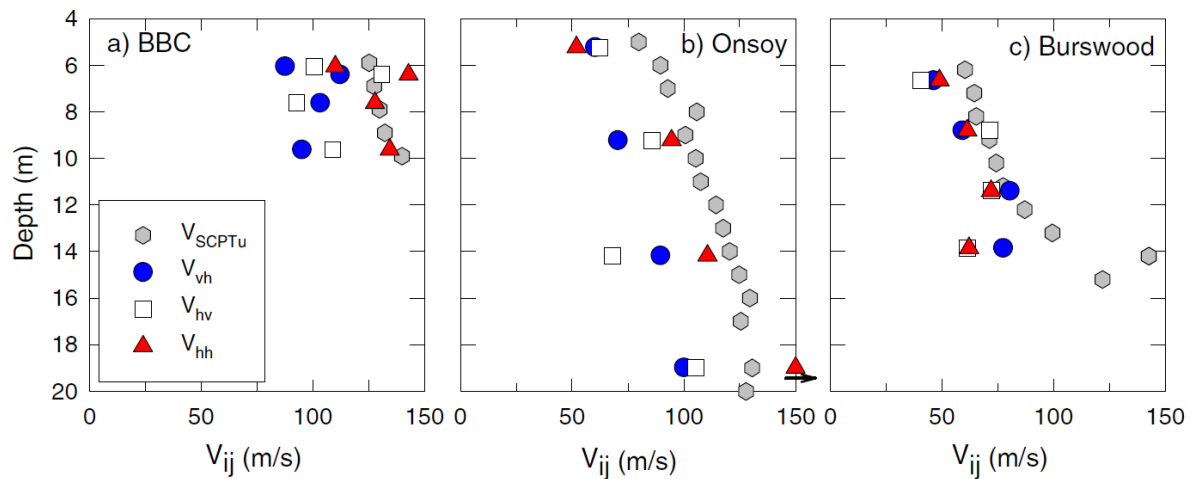 a) BBC
b) Onsoy
c) Burswood
Depth (m)
4
6
8
10
12
14
16
18
20
V_SCPTu
V_vh
V_hv
V_hh
0
50
100
150
0
50
100
150
0
50
100
150
V_ij (m/s)
V_ij (m/s)
V_ij (m/s)